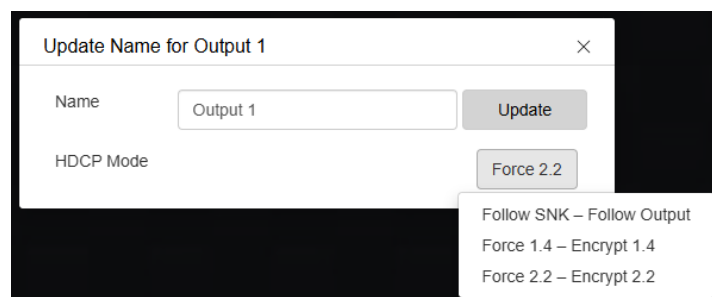 Update Name for Output 1
Name
Output 1
Update
HDCP Mode
Force 2.2
Follow SNK – Follow Output
Force 1.4 – Encrypt 1.4
Force 2.2 – Encrypt 2.2